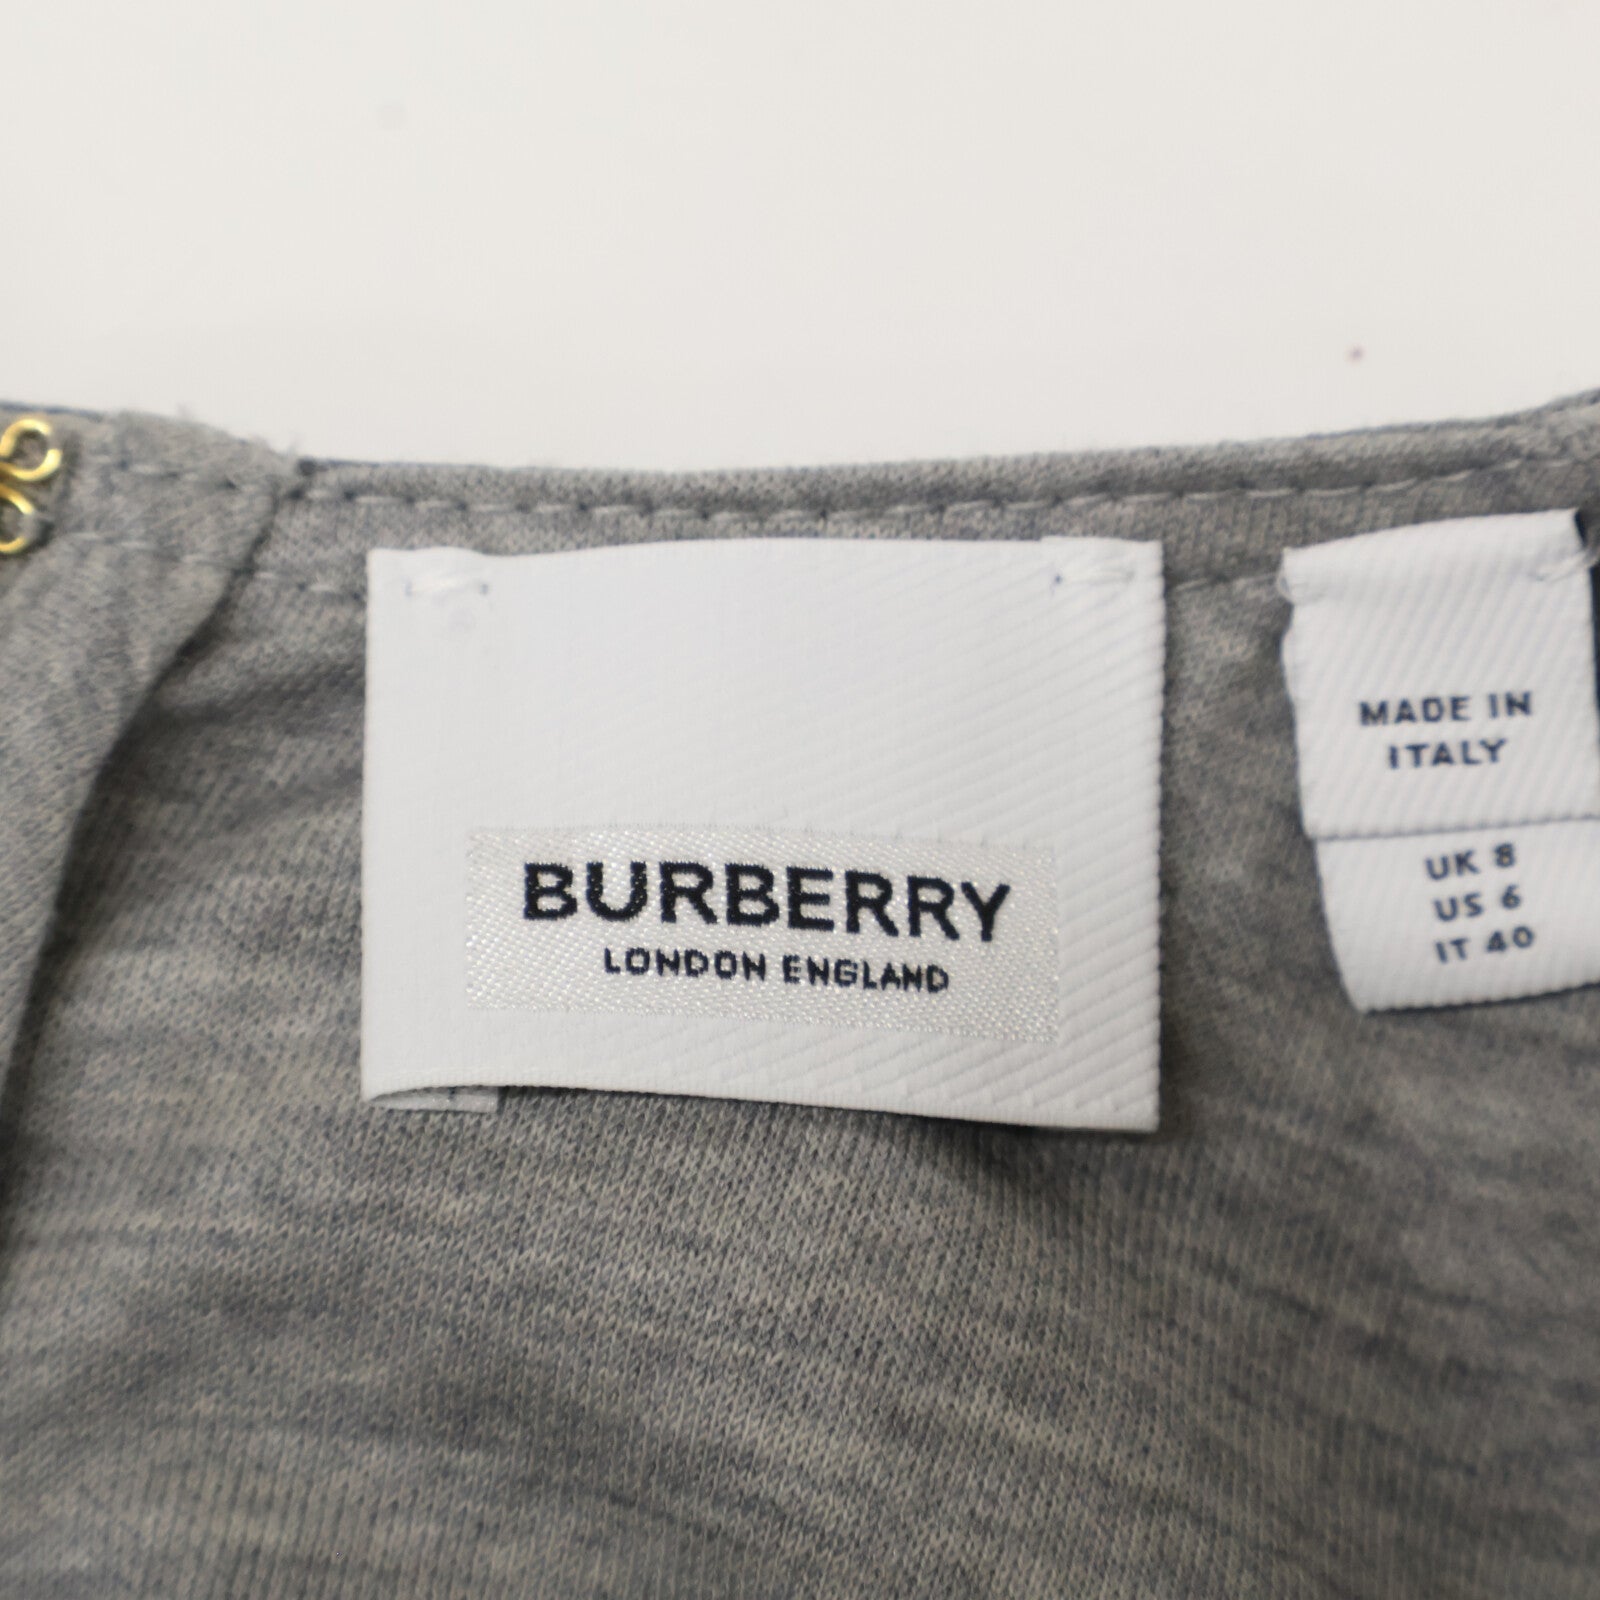 BURBERRY
LONDON ENGLAND
MADE IN
ITALY
UK 8
US 6
IT 40